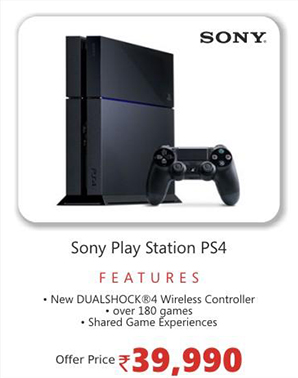 SONY
PS4
Sony Play Station PS4
FEATURES
• New DUALSHOCK®4 Wireless Controller
• over 180 games
• Shared Game Experiences
Offer Price ₹39,990